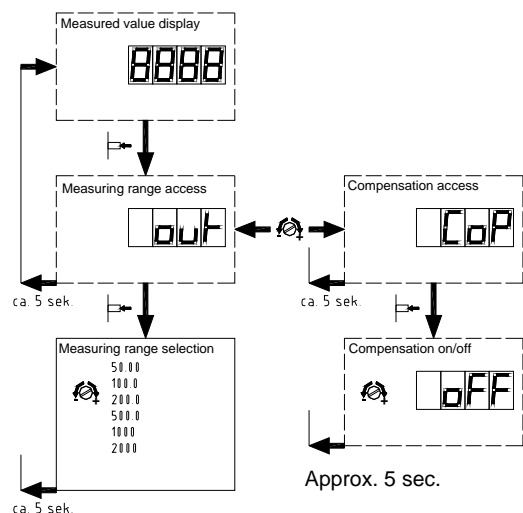 Measured value display
8888
Measuring range access
out
Compensation access
CoP
ca. 5 sek.
ca. 5 sek.
Measuring range selection
50.00
100.0
200.0
500.0
1000
2000
Compensation on/off
oFF
Approx. 5 sec.
ca. 5 sek.